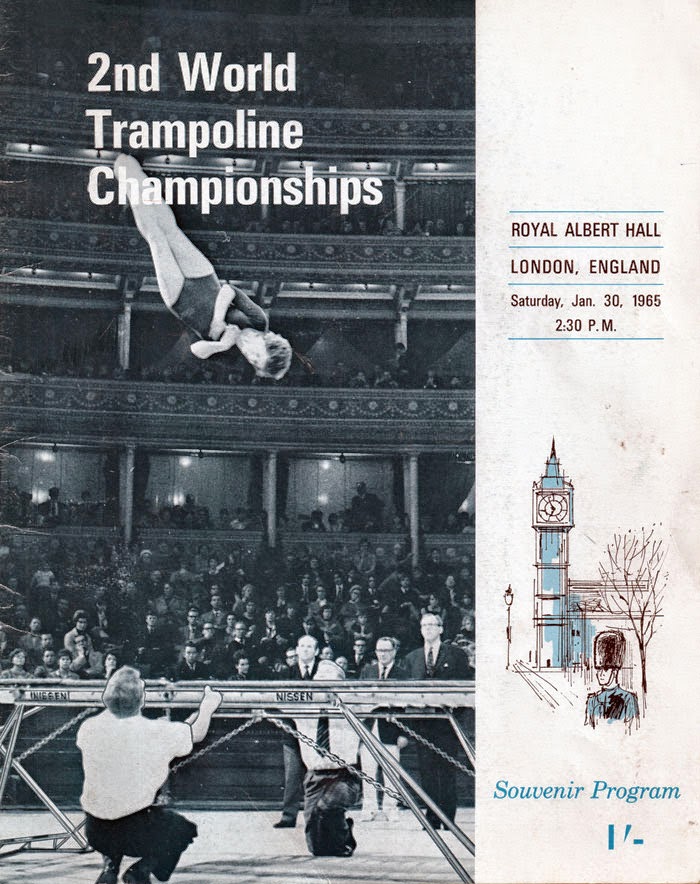 2nd World
Trampoline
Championships
ROYAL ALBERT HALL
LONDON, ENGLAND
Saturday, Jan. 30, 1965
2:30 P.M.
NISSEN
NISSEN
Souvenir Program
1/-